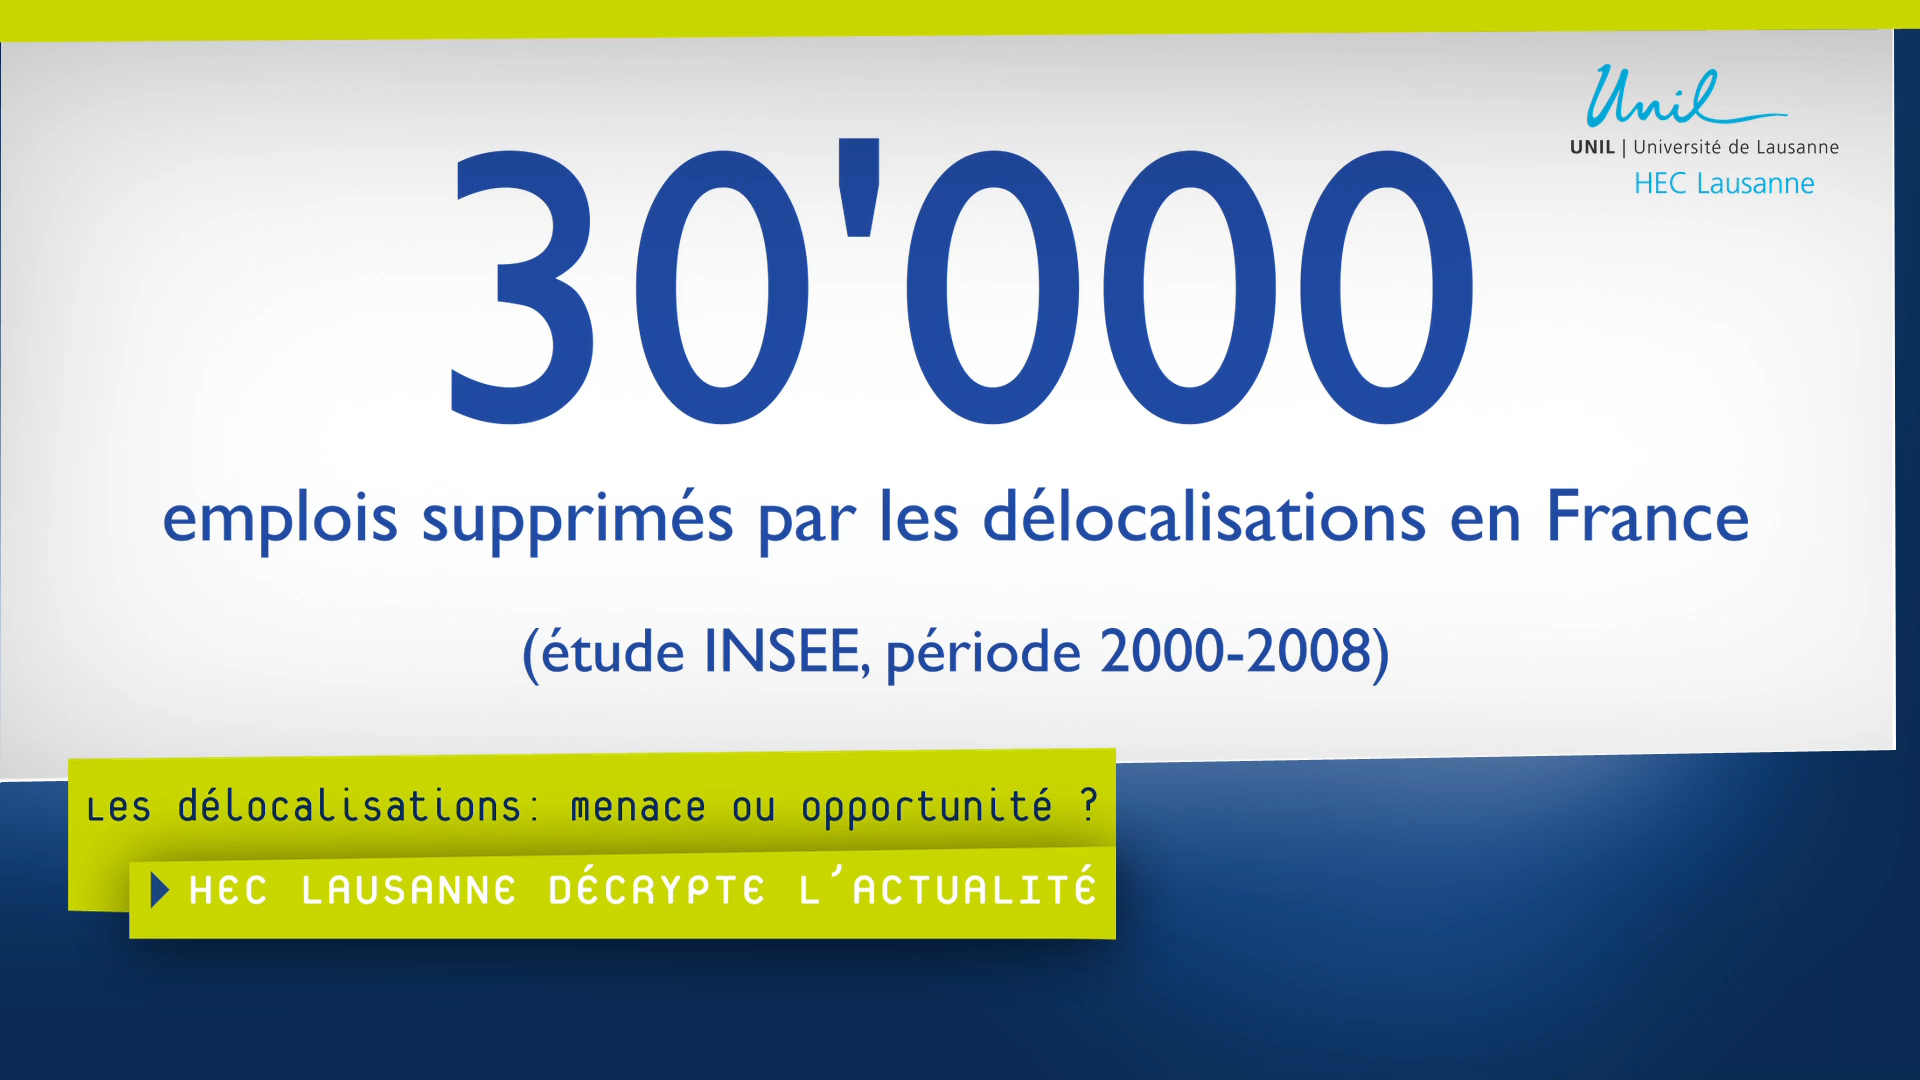 Unil
UNIL | Université de Lausanne
HEC Lausanne
30'000
emplois supprimés par les délocalisations en France
(étude INSEE, période 2000-2008)
Les délocalisations: menace ou opportunité ?
HEC LAUSANNE DÉCRYPTE L'ACTUALITÉ